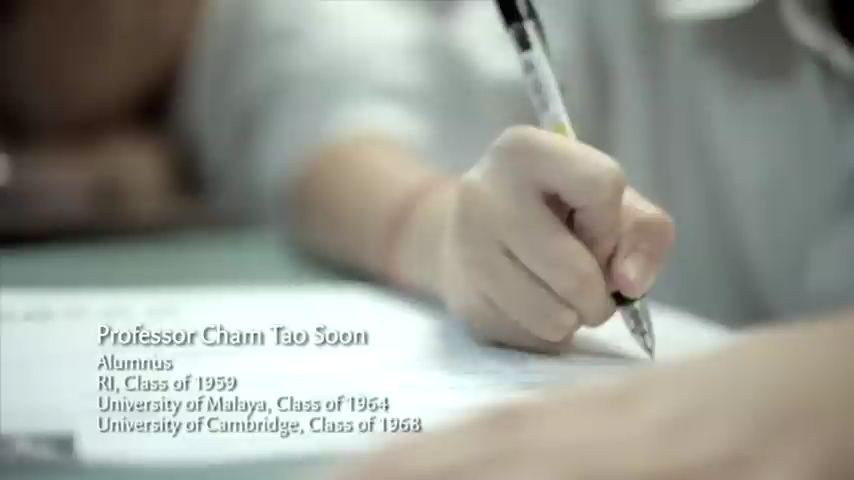 Professor Cham Tao Soon
Alumnus
RI, Class of 1959
University of Malaya, Class of 1964
University of Cambridge, Class of 1968